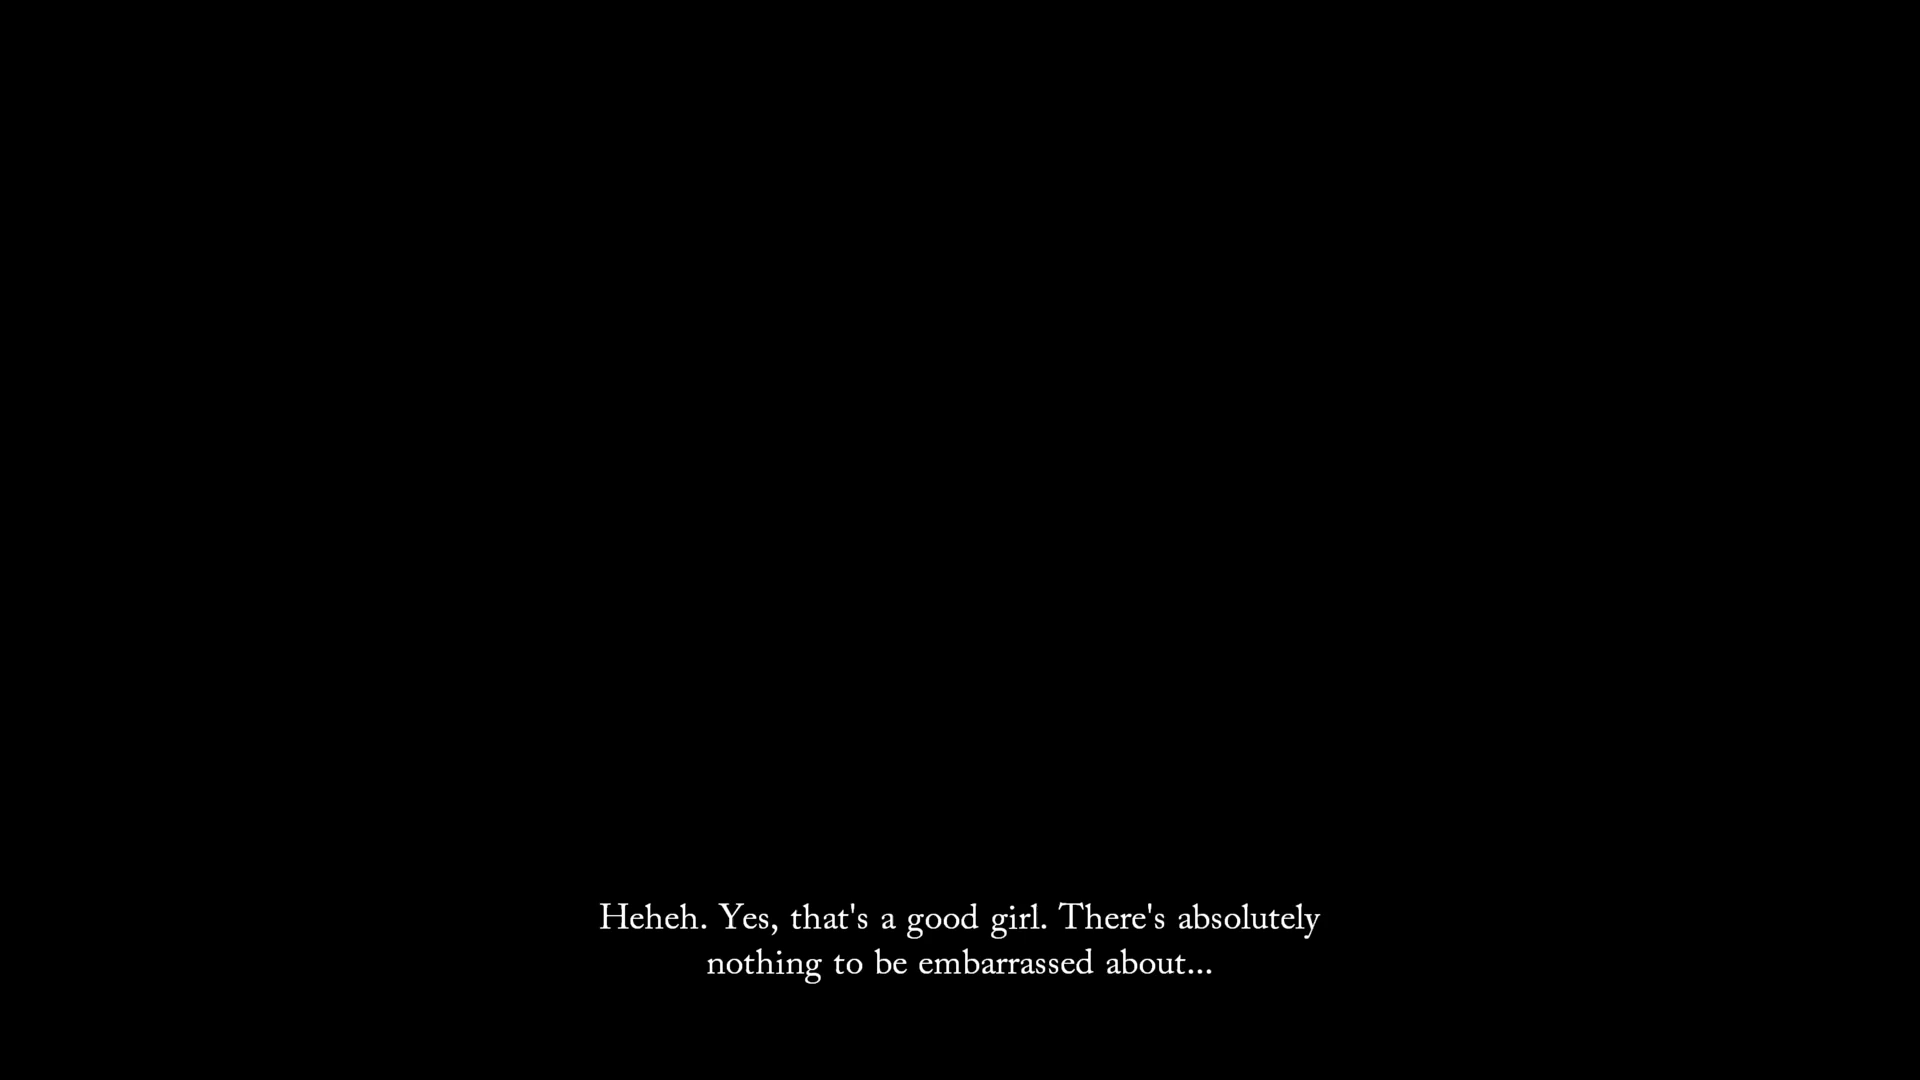 Heheh. Yes, that's a good girl. There's absolutely
nothing to be embarrassed about...